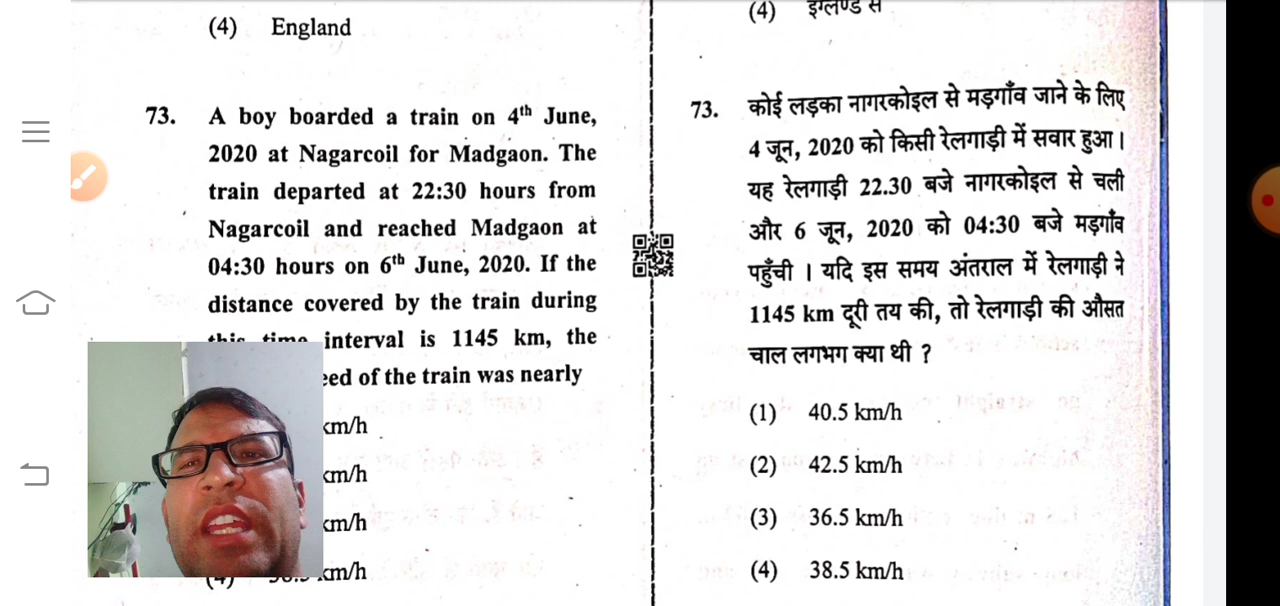 (4) England
73. A boy boarded a train on 4th June,
2020 at Nagarcoil for Madgaon. The
train departed at 22:30 hours from
Nagarcoil and reached Madgaon at
04:30 hours on 6th June, 2020. If the
distance covered by the train during
this time interval is 1145 km, the
eed of the train was nearly
km/h
km/h
km/h
(4) km/h
(4) इंग्लैण्ड से
73. कोई लड़का नागरकोइल से मड़गाँव जाने के लिए
4 जून, 2020 को किसी रेलगाड़ी में सवार हुआ ।
यह रेलगाड़ी 22.30 बजे नागरकोइल से चली
और 6 जून, 2020 को 04:30 बजे मड़गाँव
पहुँची । यदि इस समय अंतराल में रेलगाड़ी ने
1145 km दूरी तय की, तो रेलगाड़ी की औसत
चाल लगभग क्या थी ?
(1) 40.5 km/h
(2) 42.5 km/h
(3) 36.5 km/h
(4) 38.5 km/h